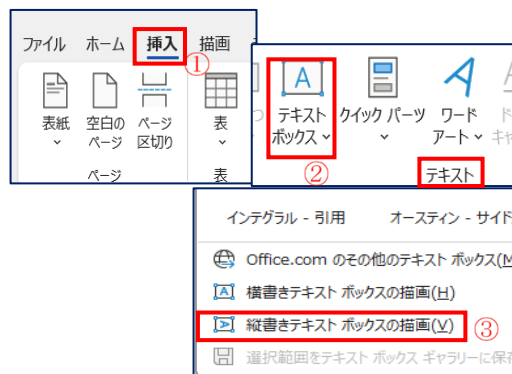 ファイル ホーム 挿入 描画
①
表紙 空白の ページ 表
ページ 区切り
ページ 表
テキスト クイック パーツ ワード
ボックス アート
②
テキスト
インテグラル - 引用 オースティン - サイド
Office.com のその他のテキスト ボックス(M
横書きテキスト ボックスの描画(H)
縦書きテキスト ボックスの描画(V) ③
選択範囲をテキスト ボックス ギャラリーに保存